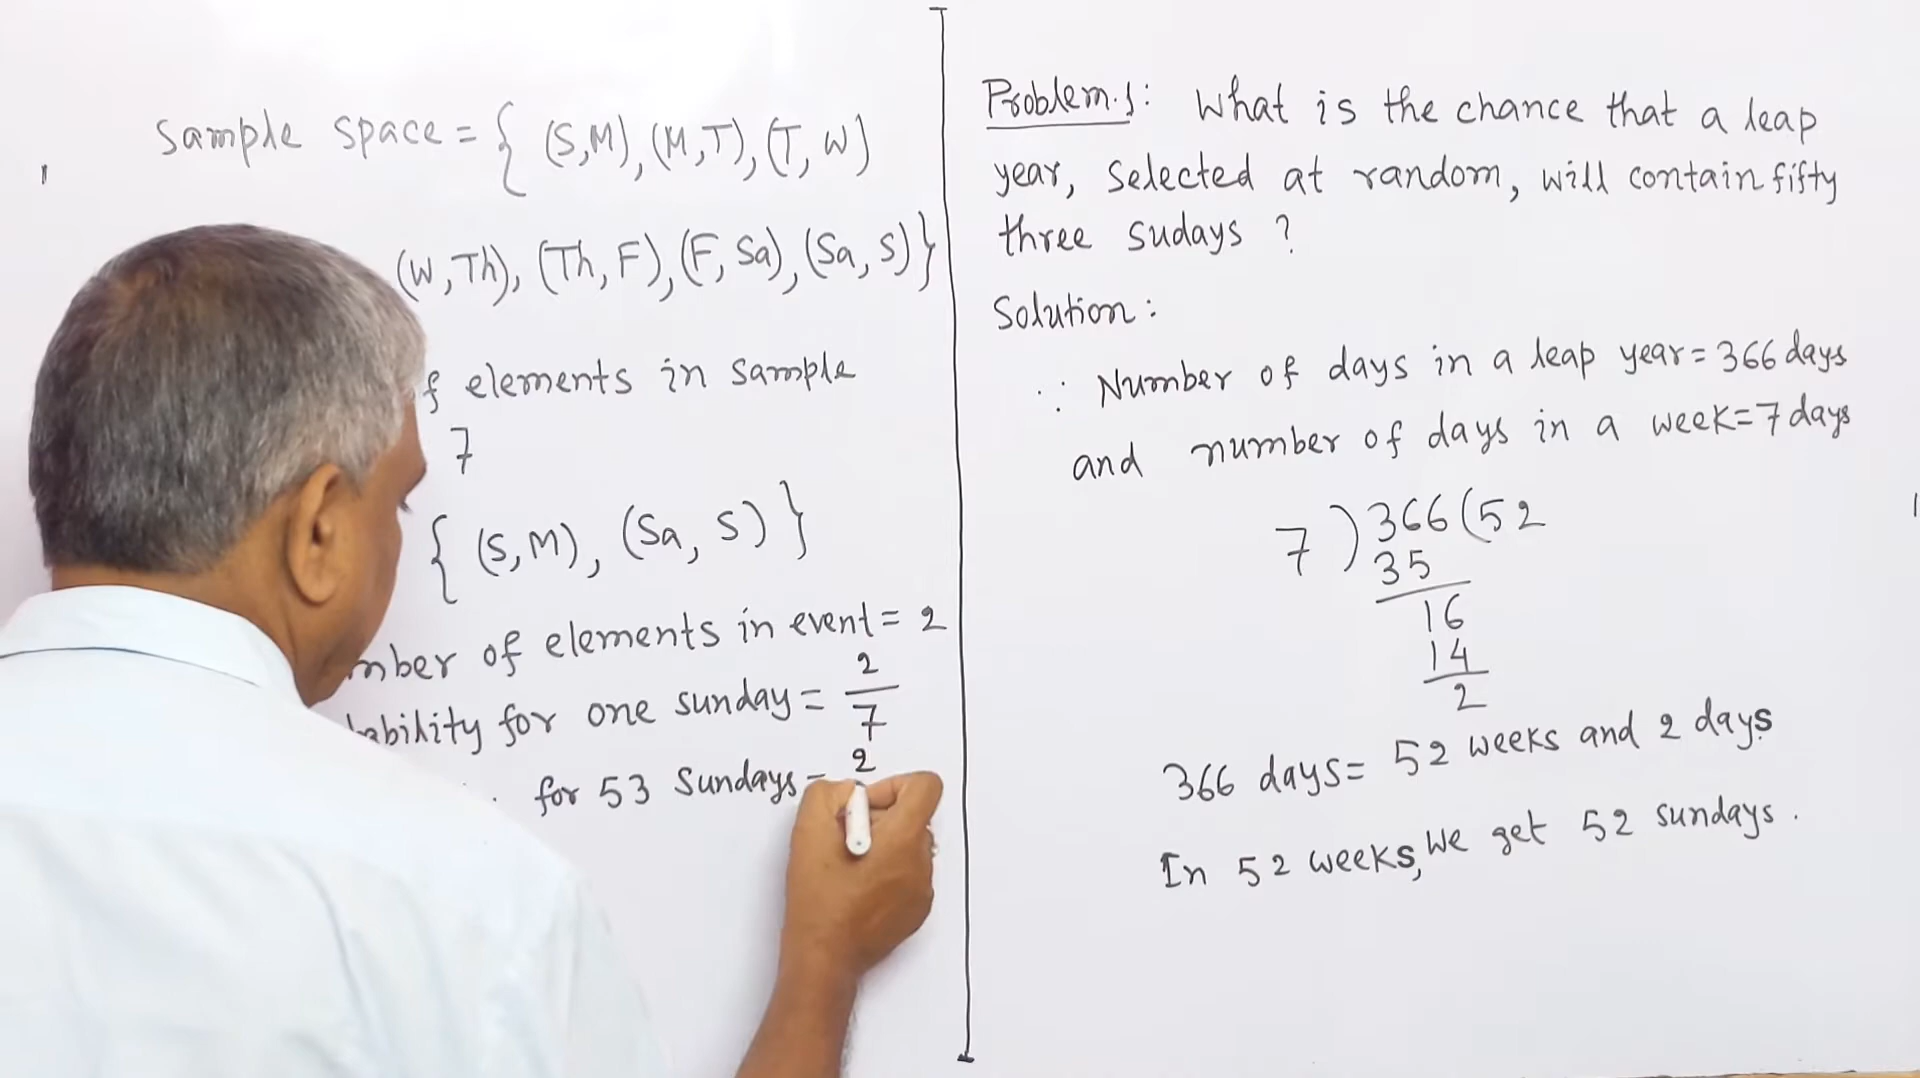 Problem.1: What is the chance that a leap
year, Selected at random, will contain fifty
three sudays ?
Solution:
∵ Number of days in a leap year = 366 days
and number of days in a week = 7 days
7 ) 366 ( 52
35
16
14
2
366 days = 52 weeks and 2 days
In 52 weeks, we get 52 sundays.
Sample space = { (S,M), (M,T), (T, W)
(W,Th), (Th, F), (F, Sa), (Sa, S) }
f elements in sample
7
{ (S,M), (Sa, S) }
mber of elements in event = 2
ability for one sunday = 2/7
for 53 Sundays = 2